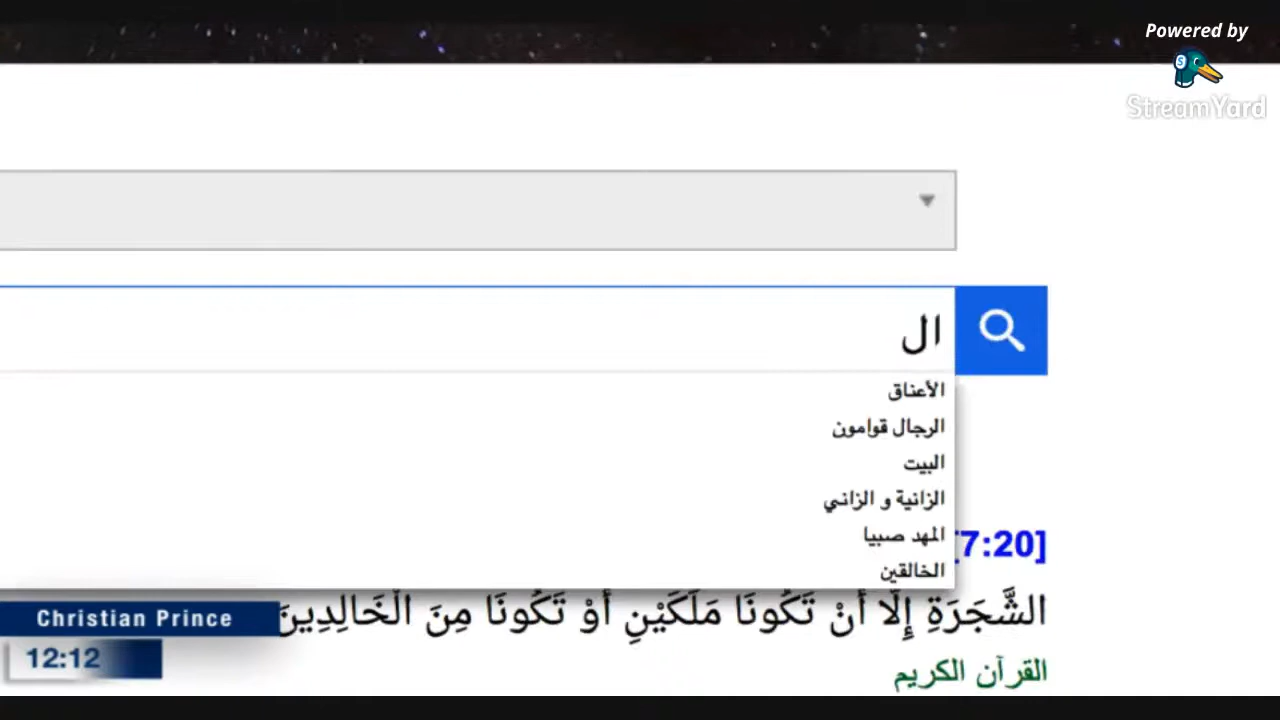 Powered by
StreamYard
ال
الأعناق
الرجال قوامون
البيت
الزانية و الزاني
المهد صبيا
الخالقين
[7:20]
الشَّجَرَةِ إِلَّا أَنْ تَكُونَا مَلَكَيْنِ أَوْ تَكُونَا مِنَ الْخَالِدِينَ
القرآن الكريم
Christian Prince
12:12